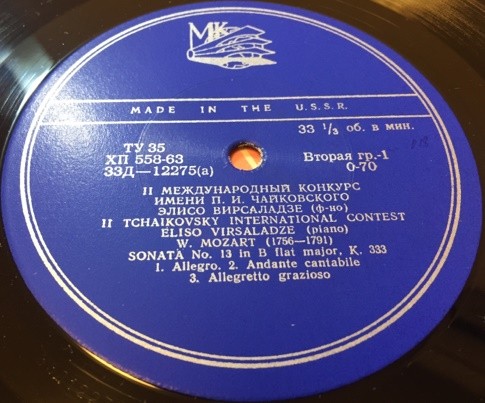 МК
MADE IN THE U.S.S.R.
33 1/3 об. в мин.
ТУ 35
ХП 558-63
33Д—12275(а)
Вторая гр.-1
0-70
II МЕЖДУНАРОДНЫЙ КОНКУРС
ИМЕНИ П. И. ЧАЙКОВСКОГО
ЭЛИСО ВИРСАЛАДЗЕ (ф-но)
II TCHAIKOVSKY INTERNATIONAL CONTEST
ELISO VIRSALADZE (piano)
W. MOZART (1756—1791)
SONATA No. 13 in B flat major, K. 333
1. Allegro. 2. Andante cantabile
3. Allegretto grazioso